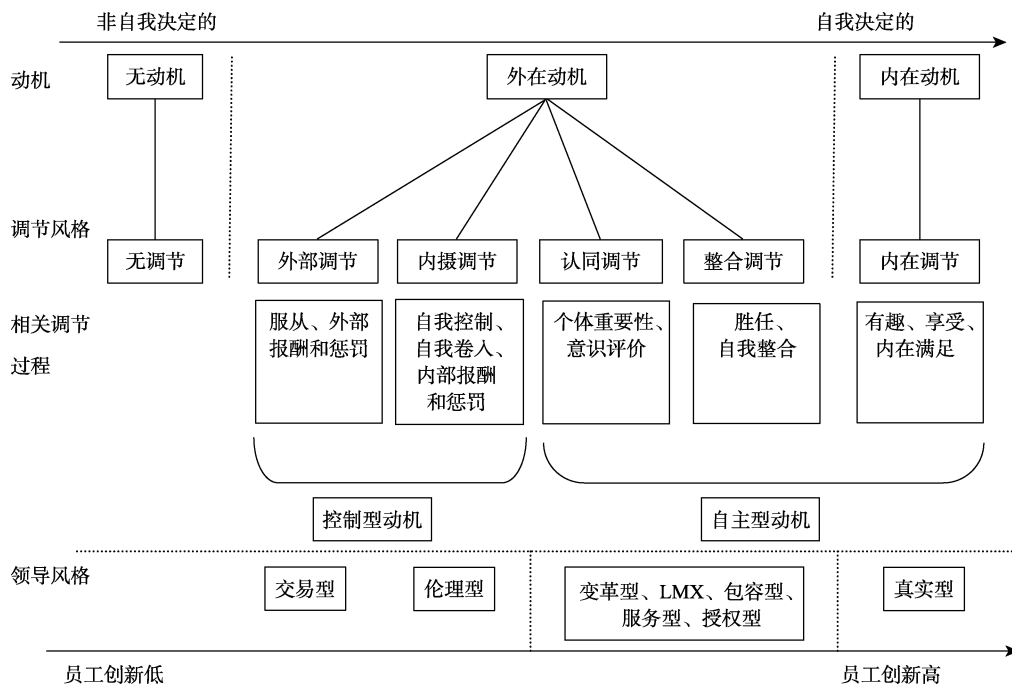 非自我决定的
自我决定的
动机
无动机
外在动机
内在动机
调节风格
无调节
外部调节
内摄调节
认同调节
整合调节
内在调节
相关调节
过程
服从、外部
报酬和惩罚
自我控制、
自我卷入、
内部报酬
和惩罚
个体重要性、
意识评价
胜任、
自我整合
有趣、享受、
内在满足
控制型动机
自主型动机
领导风格
交易型
伦理型
变革型、LMX、包容型、
服务型、授权型
真实型
员工创新低
员工创新高